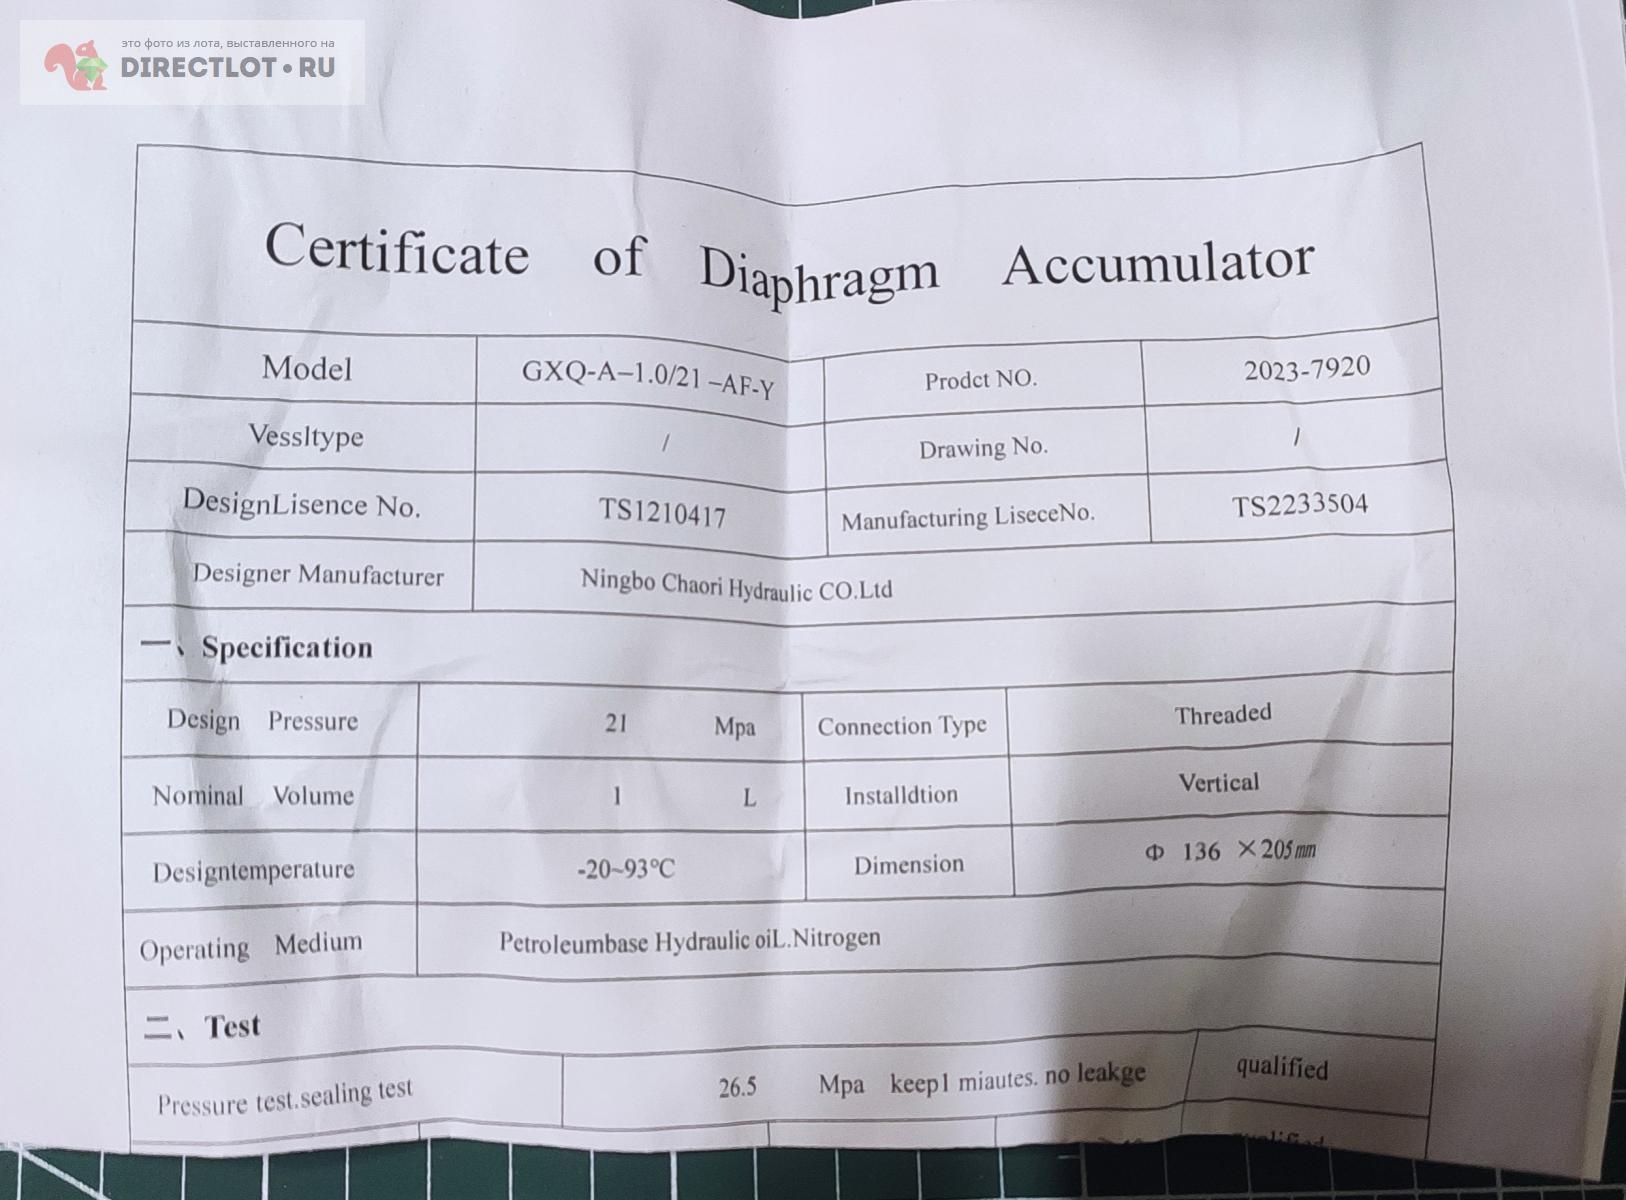 это фото из лота, выставленного на
DIRECTLOT•RU
Certificate of Diaphragm Accumulator
Model GXQ-A–1.0/21 –AF-Y Prodct NO. 2023-7920
Vessltype / Drawing No. /
DesignLisence No. TS1210417 Manufacturing LiseceNo. TS2233504
Designer Manufacturer Ningbo Chaori Hydraulic CO.Ltd
一、Specification
Design Pressure 21 Mpa Connection Type Threaded
Nominal Volume 1 L Installdtion Vertical
Designtemperature -20~93℃ Dimension Φ 136 ×205mm
Operating Medium Petroleumbase Hydraulic oiL.Nitrogen
二、Test
Pressure test.sealing test 26.5 Mpa keep1 miautes. no leakge qualified